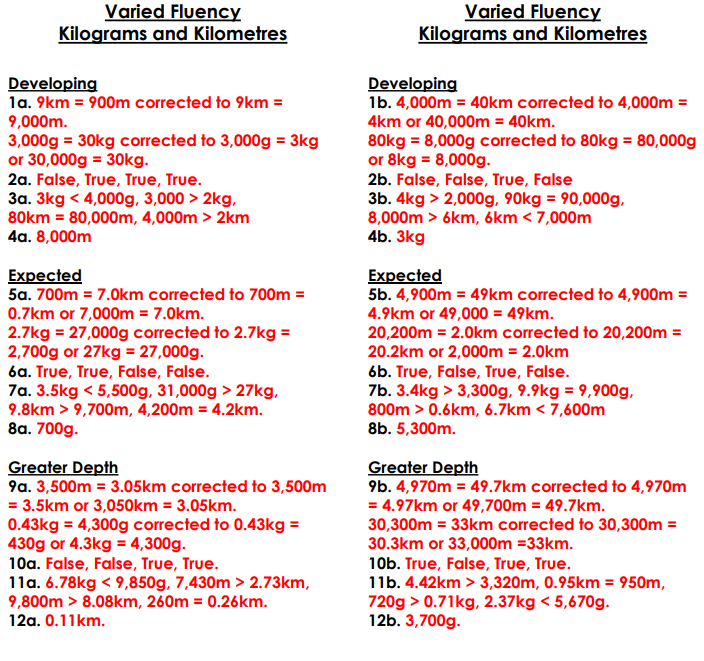 Varied Fluency
Kilograms and Kilometres
Developing
1a. 9km = 900m corrected to 9km =
9,000m.
3,000g = 30kg corrected to 3,000g = 3kg
or 30,000g = 30kg.
2a. False, True, True, True.
3a. 3kg < 4,000g, 3,000 > 2kg,
80km = 80,000m, 4,000m > 2km
4a. 8,000m
Expected
5a. 700m = 7.0km corrected to 700m =
0.7km or 7,000m = 7.0km.
2.7kg = 27,000g corrected to 2.7kg =
2,700g or 27kg = 27,000g.
6a. True, True, False, False.
7a. 3.5kg < 5,500g, 31,000g > 27kg,
9.8km > 9,700m, 4,200m = 4.2km.
8a. 700g.
Greater Depth
9a. 3,500m = 3.05km corrected to 3,500m
= 3.5km or 3,050km = 3.05km.
0.43kg = 4,300g corrected to 0.43kg =
430g or 4.3kg = 4,300g.
10a. False, False, True, True.
11a. 6.78kg < 9,850g, 7,430m > 2.73km,
9,800m > 8.08km, 260m = 0.26km.
12a. 0.11km.
Varied Fluency
Kilograms and Kilometres
Developing
1b. 4,000m = 40km corrected to 4,000m =
4km or 40,000m = 40km.
80kg = 8,000g corrected to 80kg = 80,000g
or 8kg = 8,000g.
2b. False, False, True, False
3b. 4kg > 2,000g, 90kg = 90,000g,
8,000m > 6km, 6km < 7,000m
4b. 3kg
Expected
5b. 4,900m = 49km corrected to 4,900m =
4.9km or 49,000 = 49km.
20,200m = 2.0km corrected to 20,200m =
20.2km or 2,000m = 2.0km
6b. True, False, True, False.
7b. 3.4kg > 3,300g, 9.9kg = 9,900g,
800m > 0.6km, 6.7km < 7,600m
8b. 5,300m.
Greater Depth
9b. 4,970m = 49.7km corrected to 4,970m
= 4.97km or 49,700m = 49.7km.
30,300m = 33km corrected to 30,300m =
30.3km or 33,000m =33km.
10b. True, False, True, True.
11b. 4.42km > 3,320m, 0.95km = 950m,
720g > 0.71kg, 2.37kg < 5,670g.
12b. 3,700g.